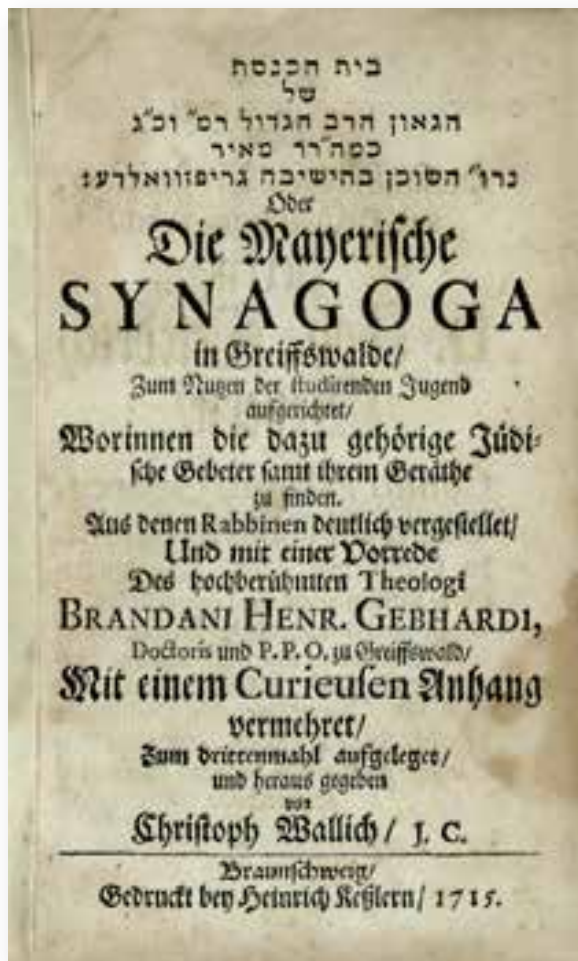 בית הכנסת
של
הגאון הרב הגדול רמ״ וכ״ג
כמה״רר מאיר
נרו״ השוכן בהישיבה גריפזוואלדע:
Oder
Die Mayeriſche
SYNAGOGA
in Greiffswalde/
Zum Nutzen der ſtudirenden Jugend
aufgerichtet/
Worinnen die dazu gehörige Jüdi-
ſche Gebeter ſamt ihrem Geräthe
zu finden.
Aus denen Rabbinen deutlich vergeſtellet/
Und mit einer Vorrede
Des hochberühmten Theologi
BRANDANI HENR. GEBHARDI,
Doctoris und P. P. O. zu Greiffswald/
Mit einem Curieuſen Anhang
vermehret/
Zum drittenmahl aufgeleget/
und heraus gegeben
von
Chriſtoph Wallich/ J. C.
Braunſchweig/
Gedruckt bey Heinrich Keßlern/ 1715.